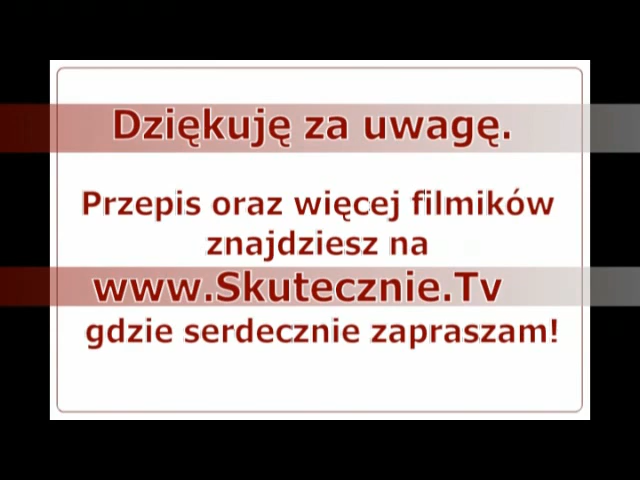 Dziękuję za uwagę.
Przepis oraz więcej filmików
znajdziesz na
www.Skutecznie.Tv
gdzie serdecznie zapraszam!